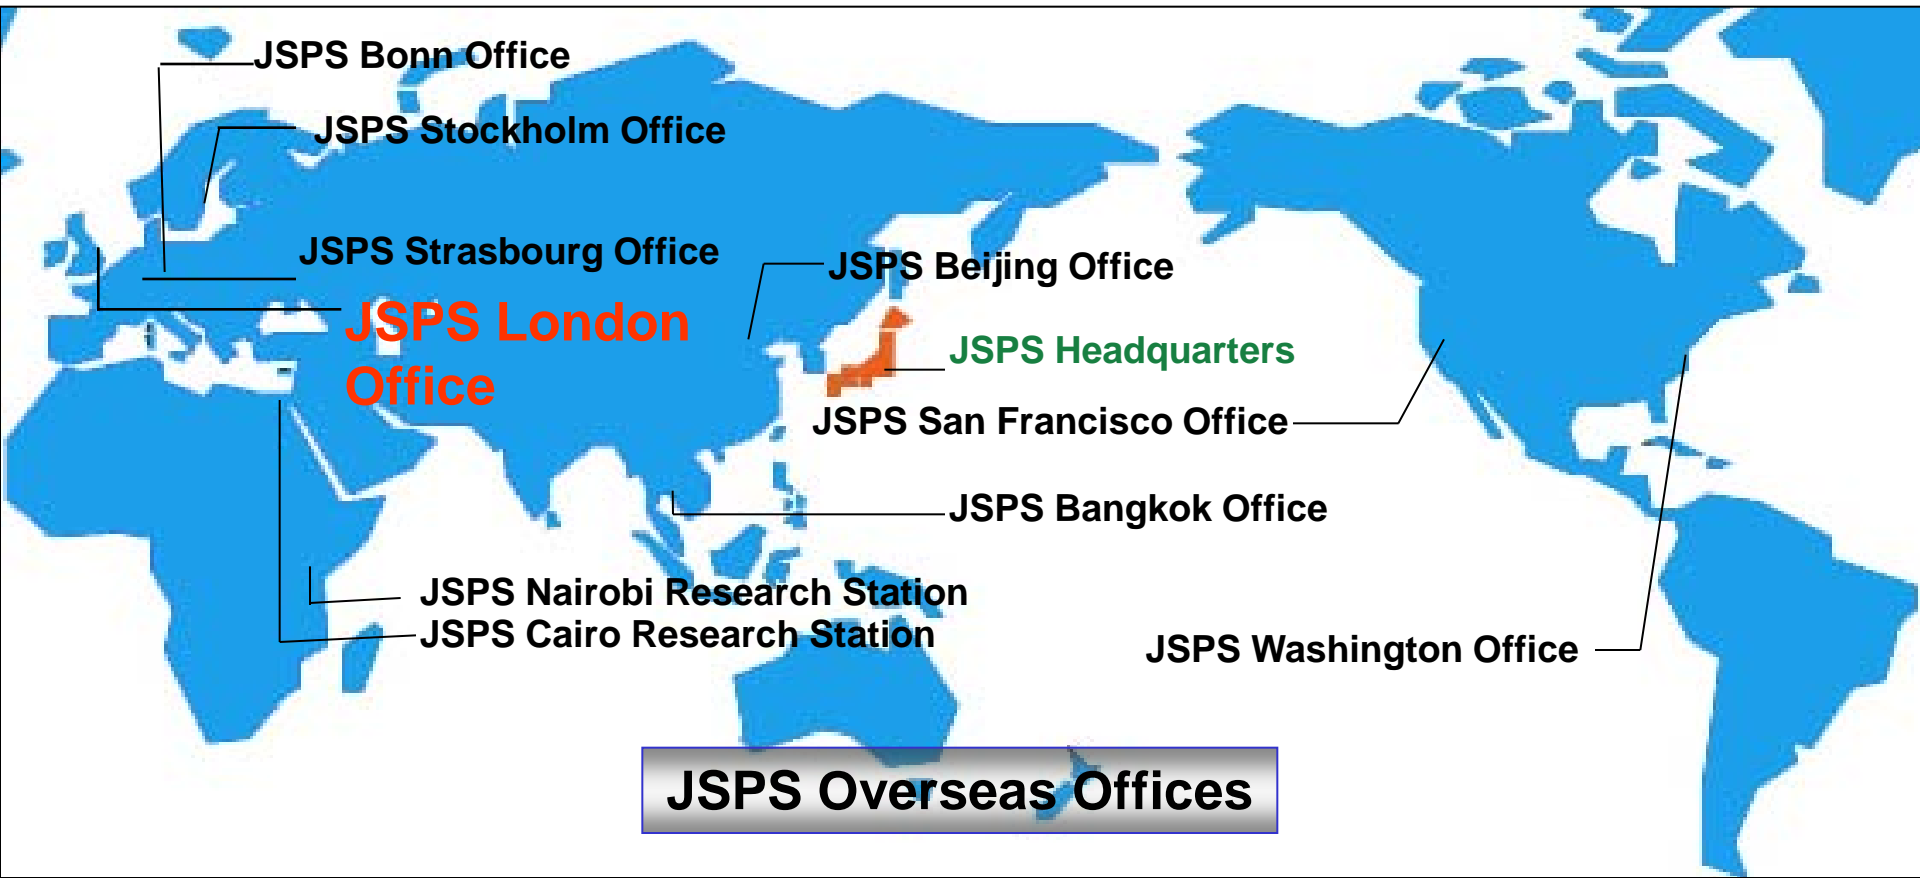 JSPS Bonn Office
JSPS Stockholm Office
JSPS Strasbourg Office
JSPS Beijing Office
JSPS London
Office
JSPS Headquarters
JSPS San Francisco Office
JSPS Bangkok Office
JSPS Nairobi Research Station
JSPS Cairo Research Station
JSPS Washington Office
JSPS Overseas Offices